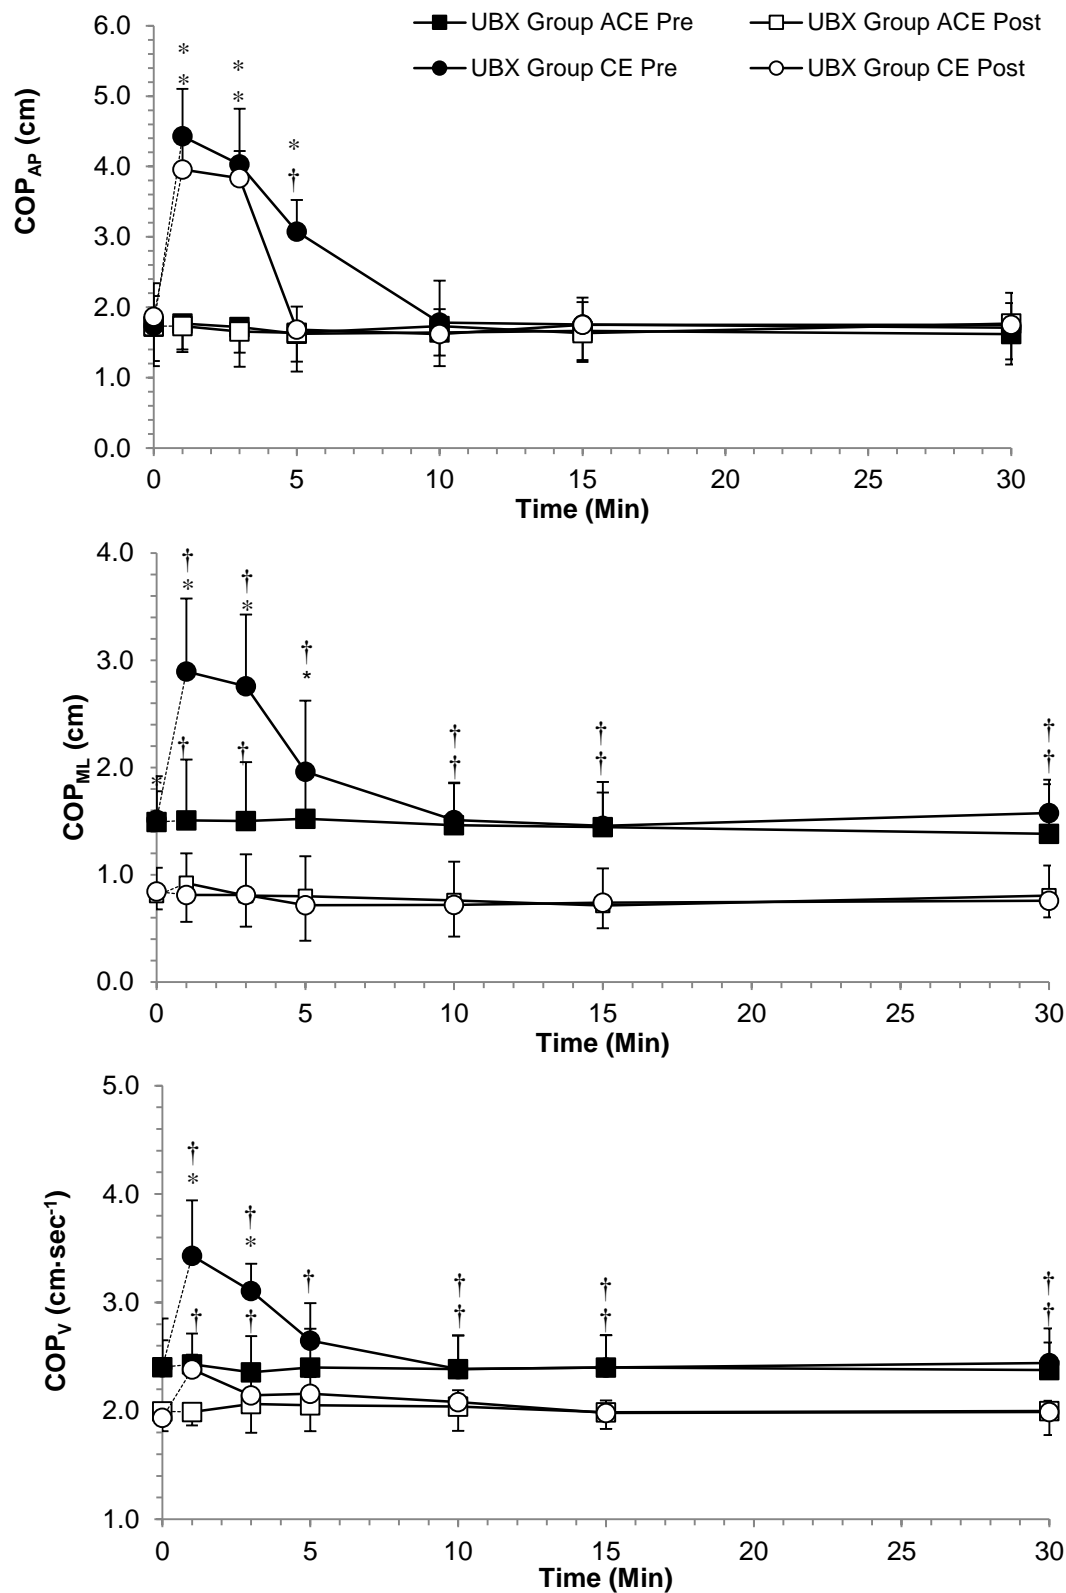 UBX Group ACE Pre UBX Group ACE Post
UBX Group CE Pre UBX Group CE Post
6.0
* *
* *
5.0
*
†
4.0
3.0
2.0
1.0
0.0
COP_AP (cm)
0 5 10 15 20 25 30
Time (Min)
4.0
† †
* *
†
*
3.0
† † †
† † † † †
2.0
*
1.0
0.0
COP_ML (cm)
0 5 10 15 20 25 30
Time (Min)
5.0
†
*
4.0
†
*
† † † †
3.0
† † † † †
2.0
1.0
COP_V (cm·sec⁻¹)
0 5 10 15 20 25 30
Time (Min)